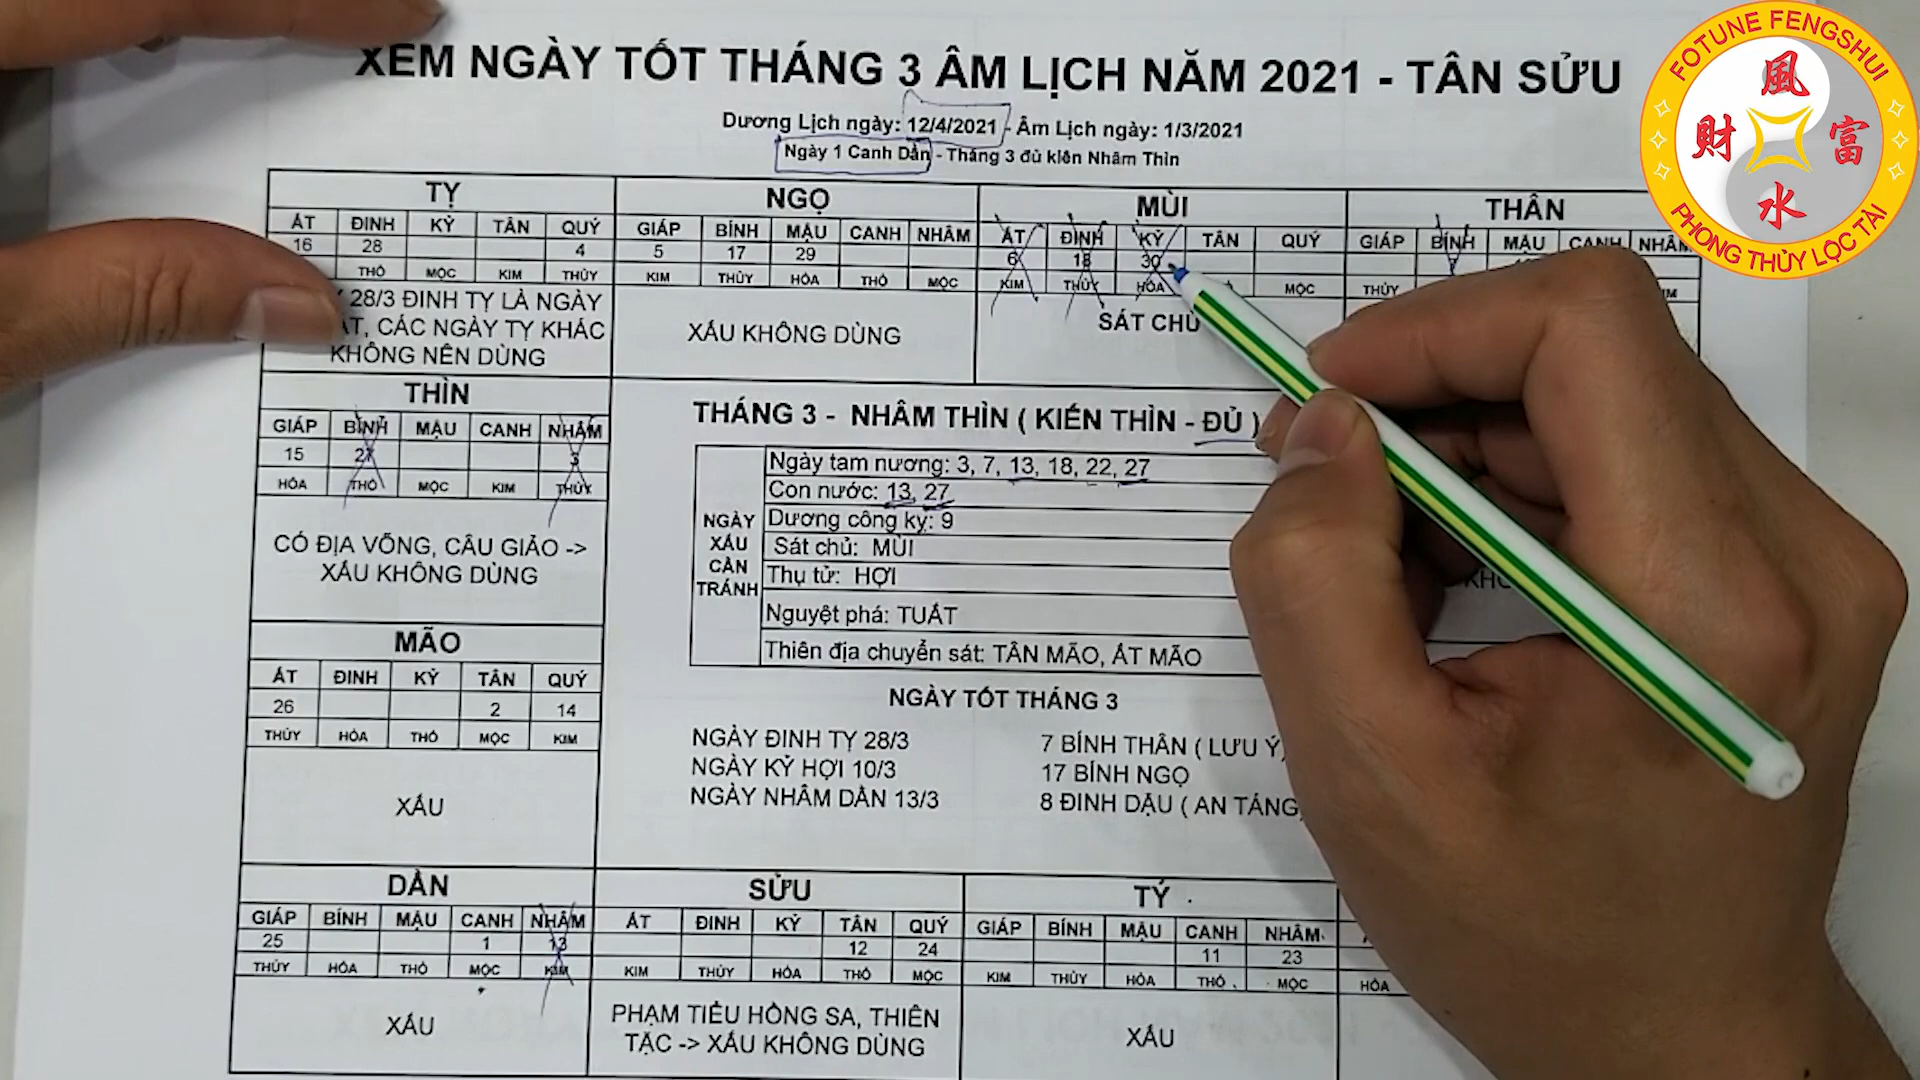 XEM NGÀY TỐT THÁNG 3 ÂM LỊCH NĂM 2021 - TÂN SỬU
Dương Lịch ngày: 12/4/2021 - Âm Lịch ngày: 1/3/2021
Ngày 1 Canh Dần - Tháng 3 đủ kiến Nhâm Thìn
FOTUNE FENGSHUI
風
財 富
水
PHONG THỦY LỘC TÀI
TỴ NGỌ MÙI THÂN
ẤT ĐINH KỶ TÂN QUÝ GIÁP BÍNH MẬU CANH NHÂM ẤT ĐINH KỶ TÂN QUÝ GIÁP BÍNH MẬU CANH NHÂM
16 28 4 5 17 29 6 18 30
THỔ MỘC KIM THỦY KIM THỦY HỎA THỔ MỘC KIM THỦY HỎA MỘC THỦY
28/3 ĐINH TỴ LÀ NGÀY
CÁC NGÀY TỴ KHÁC
KHÔNG NÊN DÙNG
XẤU KHÔNG DÙNG
SÁT CHỦ
THÌN
GIÁP BÍNH MẬU CANH NHÂM
15 27 3
HỎA THỔ MỘC KIM THỦY
CÓ ĐỊA VÕNG, CÂU GIẢO ->
XẤU KHÔNG DÙNG
THÁNG 3 - NHÂM THÌN ( KIẾN THÌN - ĐỦ )
NGÀY
XẤU
CẦN
TRÁNH
Ngày tam nương: 3, 7, 13, 18, 22, 27
Con nước: 13, 27
Dương công kỵ: 9
Sát chủ: MÙI
Thụ tử: HỢI
Nguyệt phá: TUẤT
Thiên địa chuyển sát: TÂN MÃO, ẤT MÃO
MÃO
ẤT ĐINH KỶ TÂN QUÝ
26 2 14
THỦY HỎA THỔ MỘC KIM
XẤU
NGÀY TỐT THÁNG 3
NGÀY ĐINH TỴ 28/3
NGÀY KỶ HỢI 10/3
NGÀY NHÂM DẦN 13/3
7 BÍNH THÂN ( LƯU Ý)
17 BÍNH NGỌ
8 ĐINH DẬU ( AN TÁNG
DẦN SỬU TÝ
GIÁP BÍNH MẬU CANH NHÂM ẤT ĐINH KỶ TÂN QUÝ GIÁP BÍNH MẬU CANH NHÂM
25 1 13 12 24 11 23
THỦY HỎA THỔ MỘC KIM KIM THỦY HỎA THỔ MỘC KIM THỦY HỎA THỔ MỘC HỎA
XẤU
PHẠM TIỂU HỒNG SA, THIÊN
TẶC -> XẤU KHÔNG DÙNG
XẤU